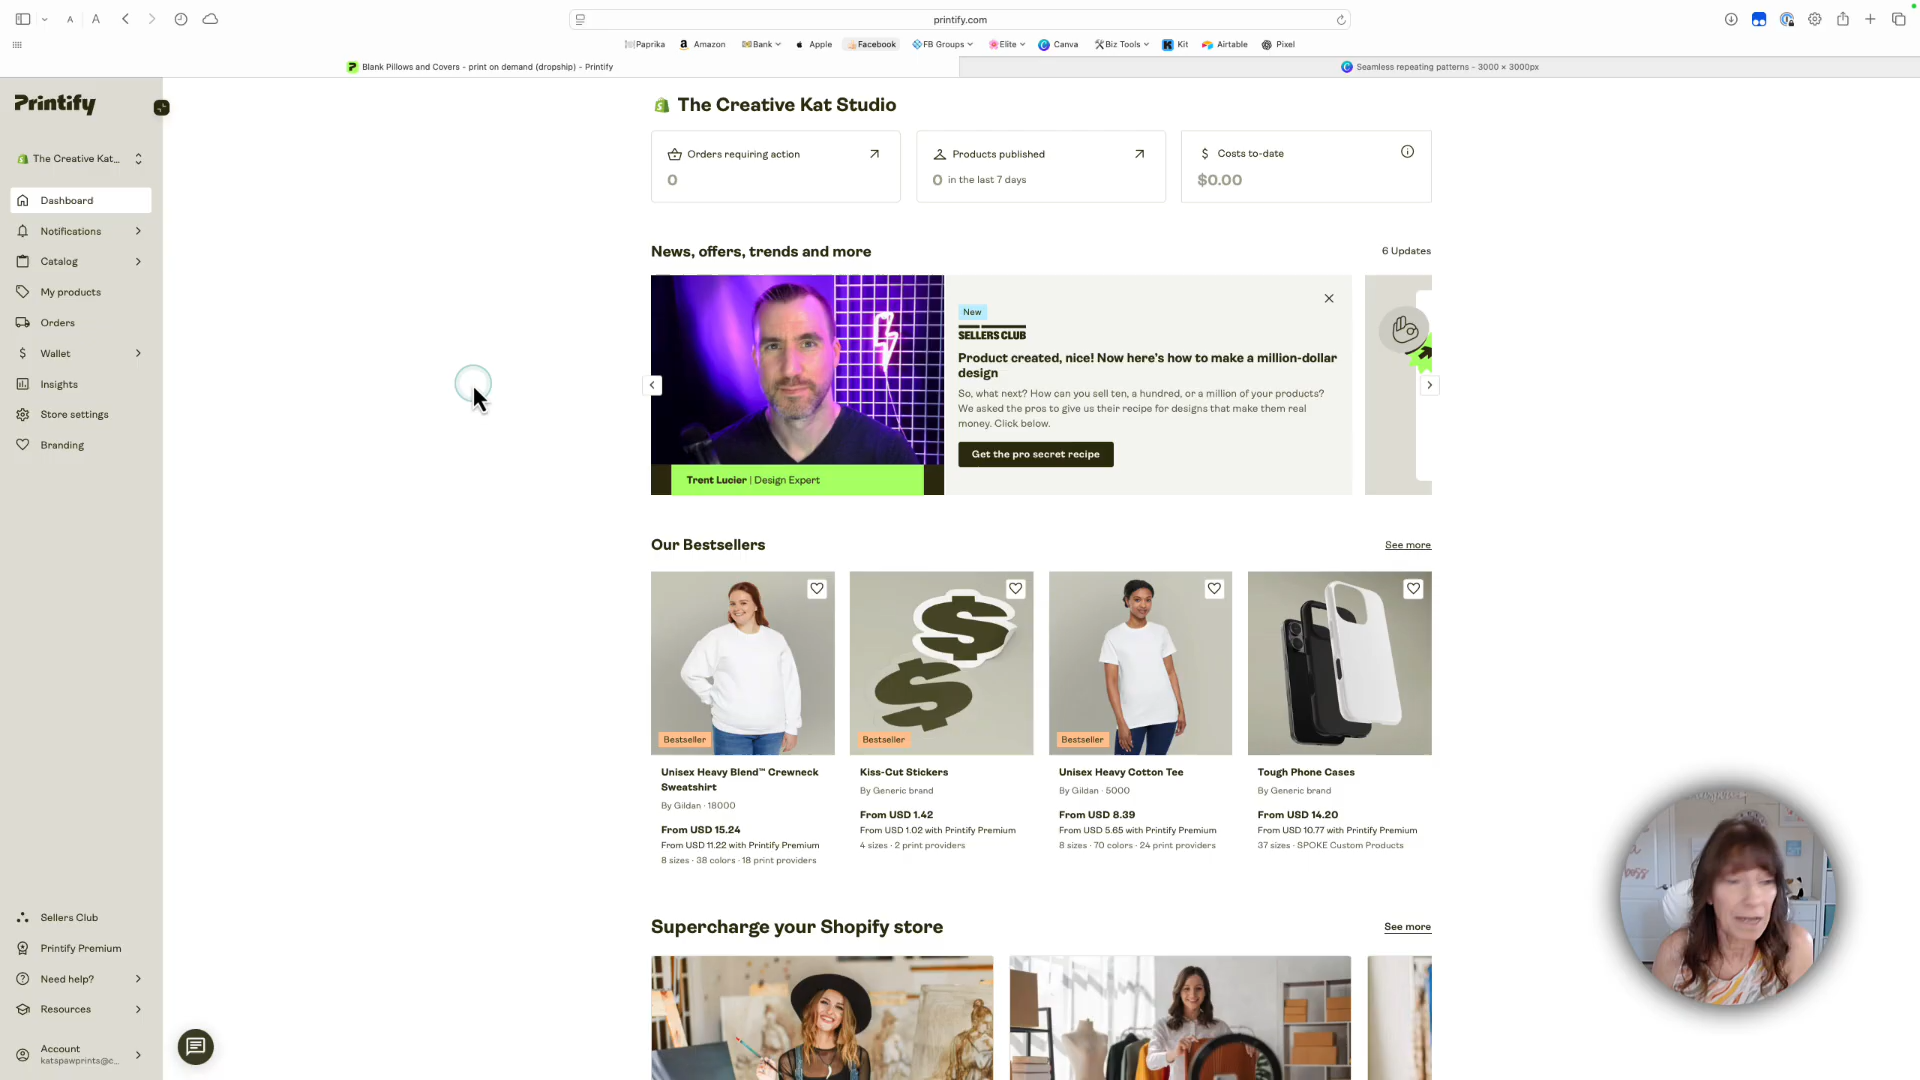 A A
printify.com
Paprika Amazon Bank Apple Facebook FB Groups Elite Canva Biz Tools Kit Airtable Pixel
Blank Pillows and Covers - print on demand (dropship) - Printify
Seamless repeating patterns - 3000 × 3000px
Printify
The Creative Kat...
Dashboard
Notifications
Catalog
My products
Orders
Wallet
Insights
Store settings
Branding
Sellers Club
Printify Premium
Need help?
Resources
Account
katspawprints@c...
The Creative Kat Studio
Orders requiring action
0
Products published
0 in the last 7 days
Costs to-date
$0.00
News, offers, trends and more
6 Updates
Trent Lucier | Design Expert
New
SELLERS CLUB
Product created, nice! Now here's how to make a million-dollar
design
So, what next? How can you sell ten, a hundred, or a million of your products?
We asked the pros to give us their recipe for designs that make them real
money. Click below.
Get the pro secret recipe
Our Bestsellers
See more
Bestseller
Unisex Heavy Blend™ Crewneck
Sweatshirt
By Gildan · 18000
From USD 15.24
From USD 11.22 with Printify Premium
8 sizes · 38 colors · 18 print providers
Bestseller
Kiss-Cut Stickers
By Generic brand
From USD 1.42
From USD 1.02 with Printify Premium
4 sizes · 2 print providers
Bestseller
Unisex Heavy Cotton Tee
By Gildan · 5000
From USD 8.39
From USD 5.65 with Printify Premium
8 sizes · 70 colors · 24 print providers
Tough Phone Cases
By Generic brand
From USD 14.20
From USD 10.77 with Printify Premium
37 sizes · SPOKE Custom Products
Supercharge your Shopify store
See more